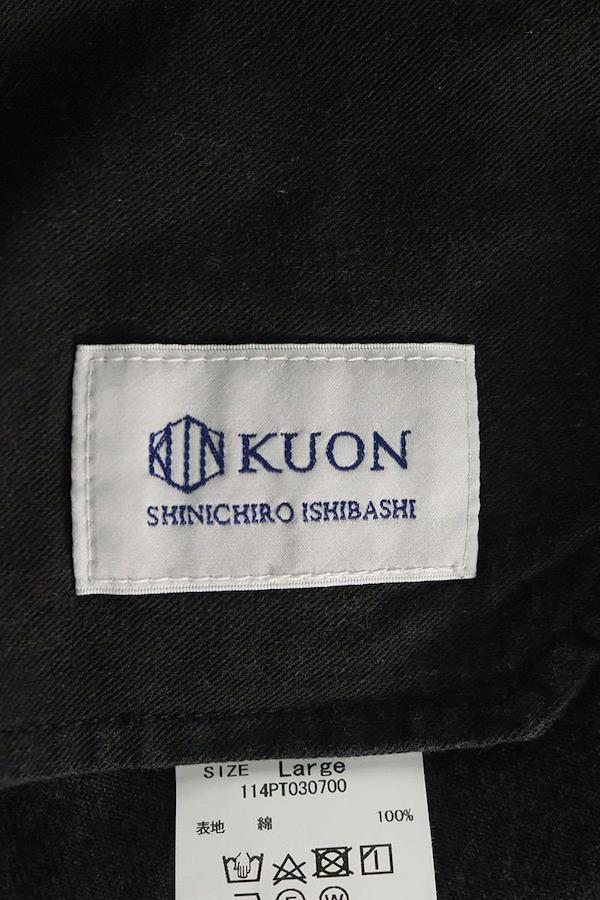 KUON
SHINICHIRO ISHIBASHI
SIZE Large
114PT030700
表地 綿 100%